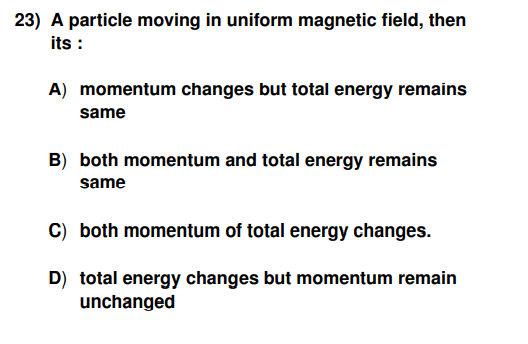 23) A particle moving in uniform magnetic field, then
its :
A) momentum changes but total energy remains
same
B) both momentum and total energy remains
same
C) both momentum of total energy changes.
D) total energy changes but momentum remain
unchanged